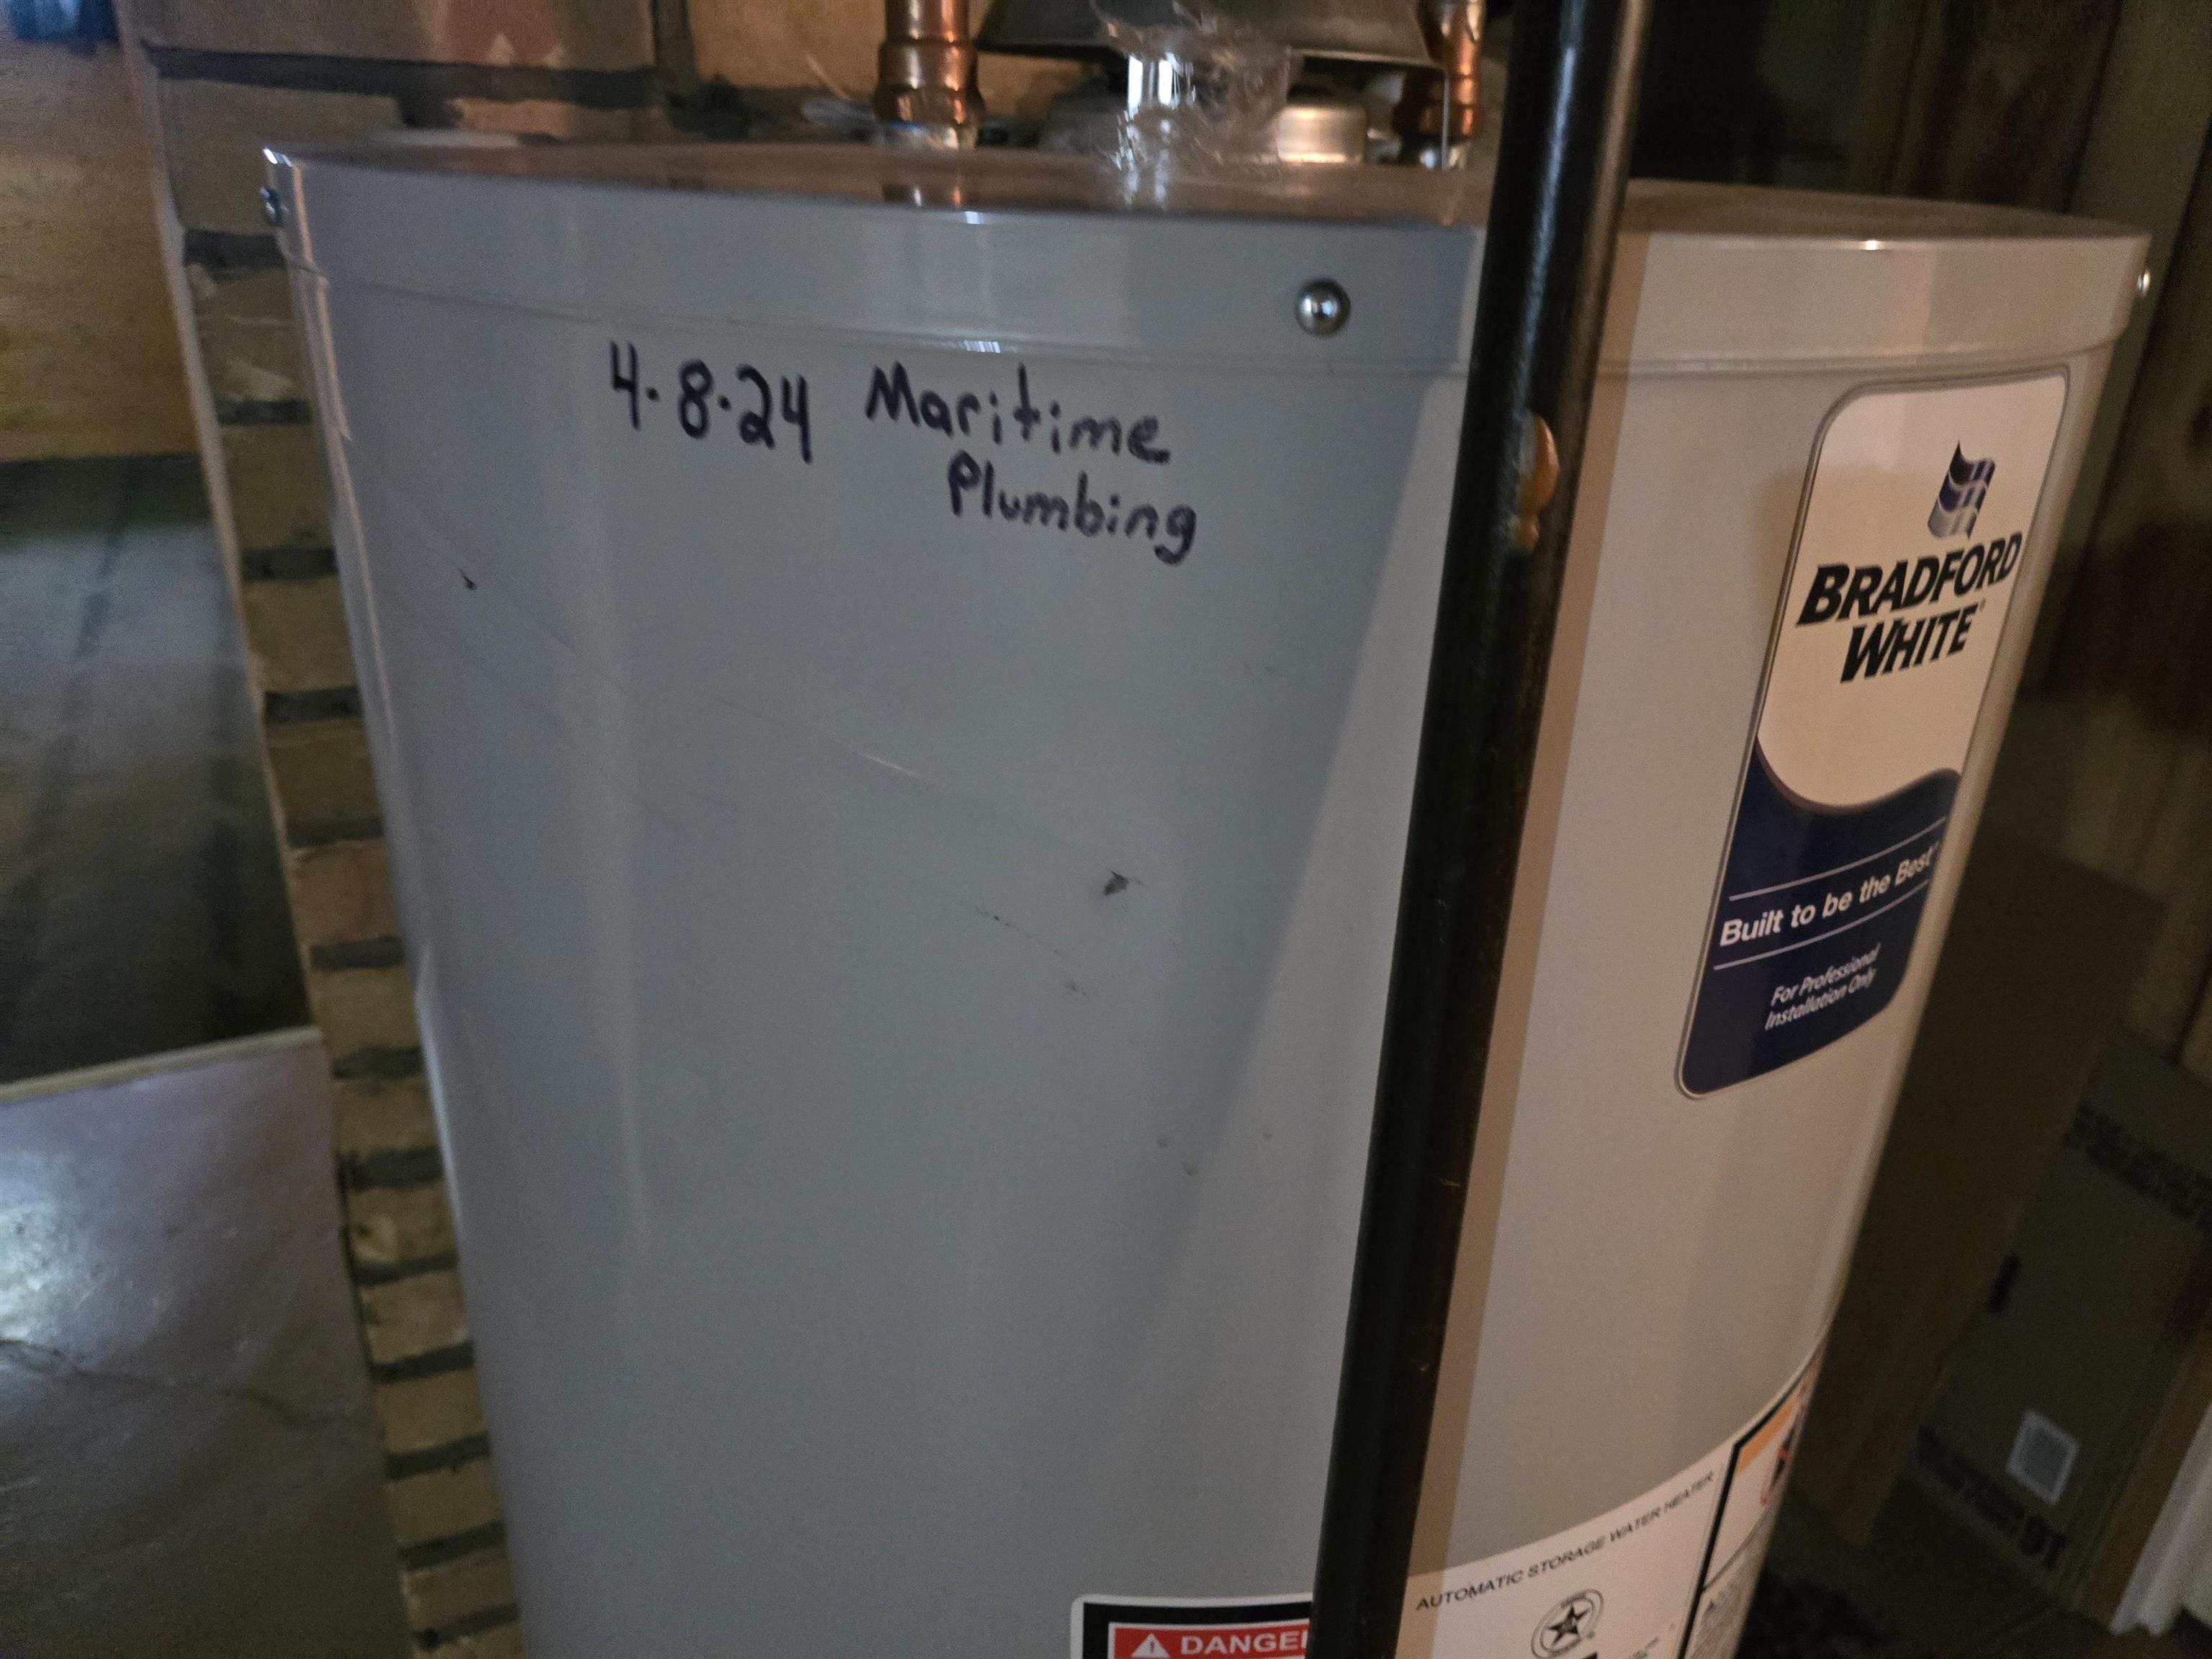 4·8·24 Maritime
Plumbing
BRADFORD
WHITE®
Built to be the Best™
For Professional
Installation Only
AUTOMATIC STORAGE WATER HEATER
DANGER